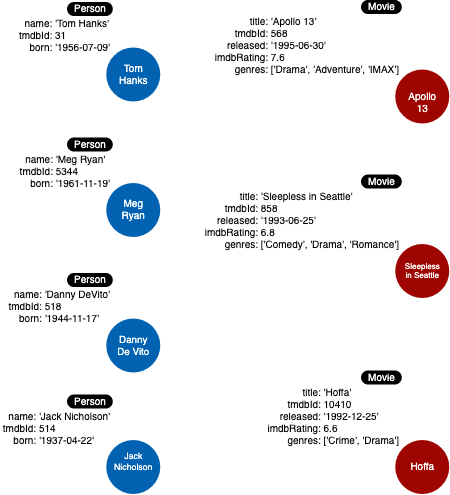 Person
name: 'Tom Hanks'
tmdbId: 31
born: '1956-07-09'
Tom
Hanks
Movie
title: 'Apollo 13'
tmdbId: 568
released: '1995-06-30'
imdbRating: 7.6
genres: ['Drama', 'Adventure', 'IMAX']
Apollo
13
Person
name: 'Meg Ryan'
tmdbId: 5344
born: '1961-11-19'
Meg
Ryan
Movie
title: 'Sleepless in Seattle'
tmdbId: 858
released: '1993-06-25'
imdbRating: 6.8
genres: ['Comedy', 'Drama', 'Romance']
Sleepless
in Seattle
Person
name: 'Danny DeVito'
tmdbId: 518
born: '1944-11-17'
Danny
De Vito
Person
name: 'Jack Nicholson'
tmdbId: 514
born: '1937-04-22'
Jack
Nicholson
Movie
title: 'Hoffa'
tmdbId: 10410
released: '1992-12-25'
imdbRating: 6.6
genres: ['Crime', 'Drama']
Hoffa